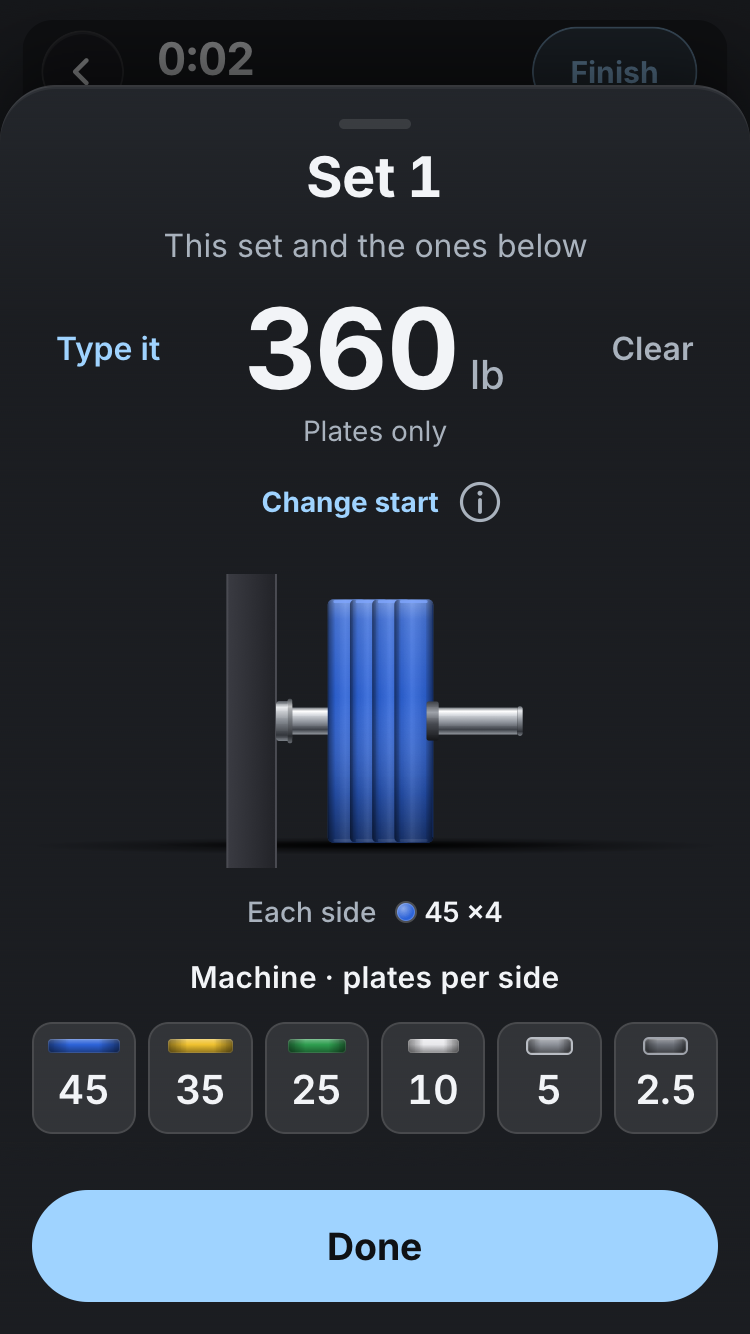 0:02
Finish
Set 1
This set and the ones below
Type it
360 lb
Clear
Plates only
Change start
Each side 45 ×4
Machine · plates per side
45 35 25 10 5 2.5
Done